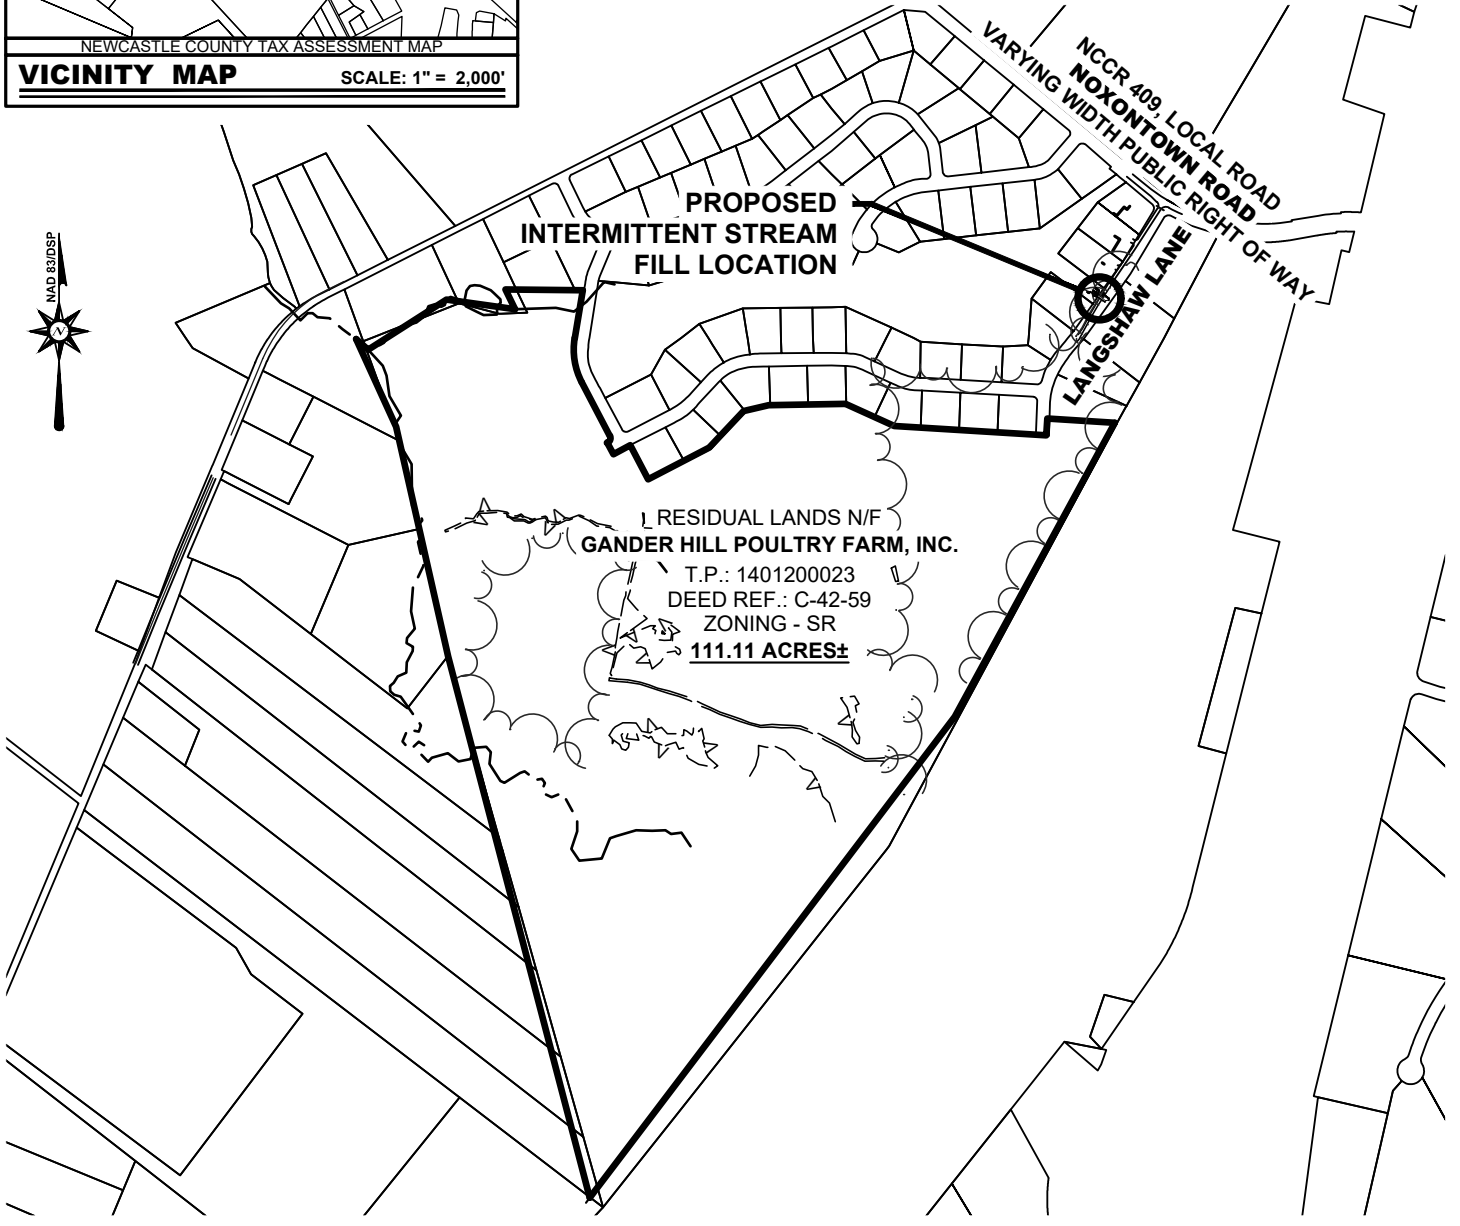 NEWCASTLE COUNTY TAX ASSESSMENT MAP
VICINITY MAP
SCALE: 1" = 2,000'
NCCR 409, LOCAL ROAD
NOXONTOWN ROAD
VARYING WIDTH PUBLIC RIGHT OF WAY
PROPOSED
INTERMITTENT STREAM
FILL LOCATION
LANGSHAW LANE
NAD 83/DSP
N
RESIDUAL LANDS N/F
GANDER HILL POULTRY FARM, INC.
T.P.: 1401200023
DEED REF.: C-42-59
ZONING - SR
111.11 ACRES±